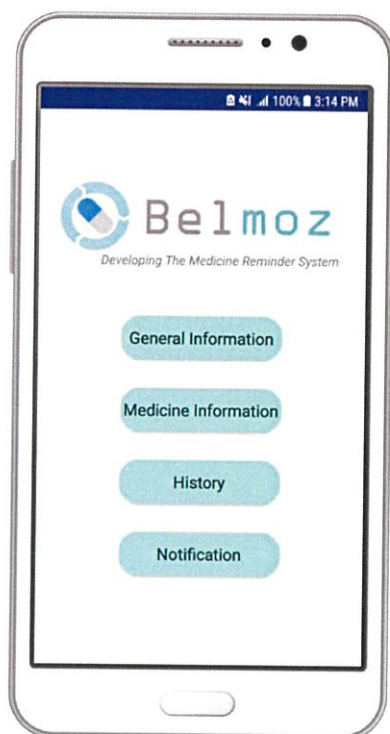 100% 3:14 PM
Belmoz
Developing The Medicine Reminder System
General Information
Medicine Information
History
Notification